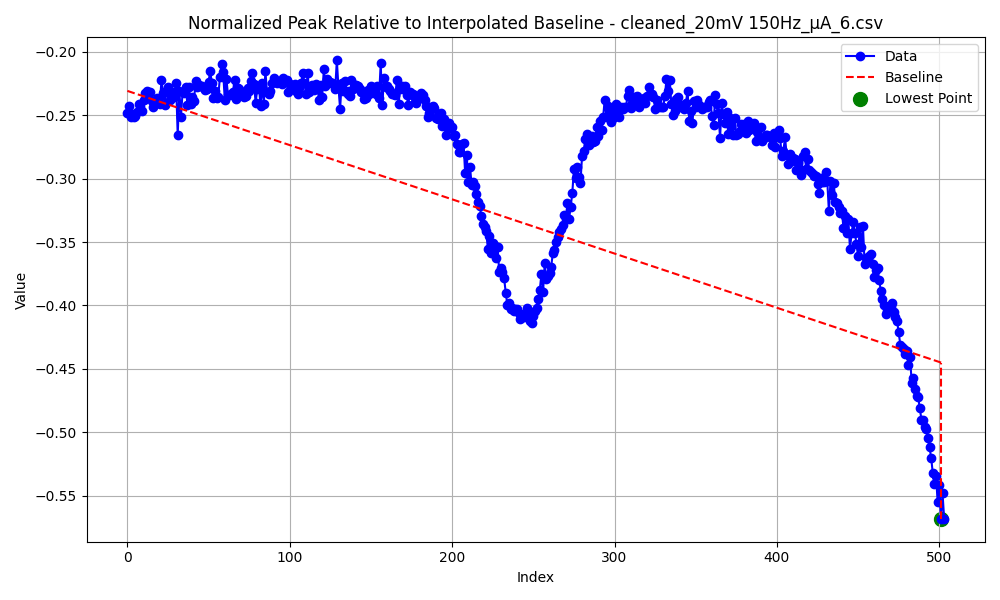 Normalized Peak Relative to Interpolated Baseline - cleaned_20mV 150Hz_µA_6.csv
Data
Baseline
Lowest Point
Value
−0.20
−0.25
−0.30
−0.35
−0.40
−0.45
−0.50
−0.55
0 100 200 300 400 500
Index